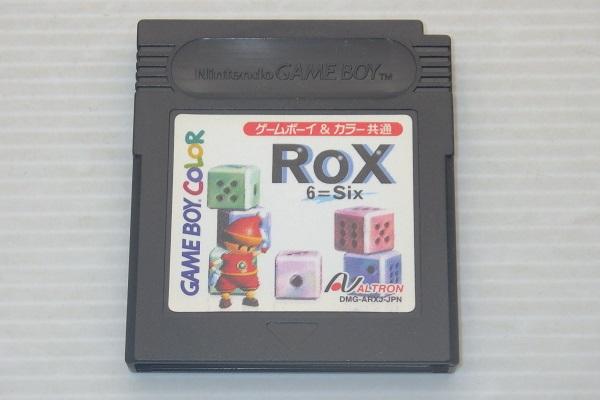 Nintendo GAME BOY™
ゲームボーイ & カラー共通
GAME BOY COLOR
RoX
6=Six
ALTRON
DMG-ARXJ-JPN